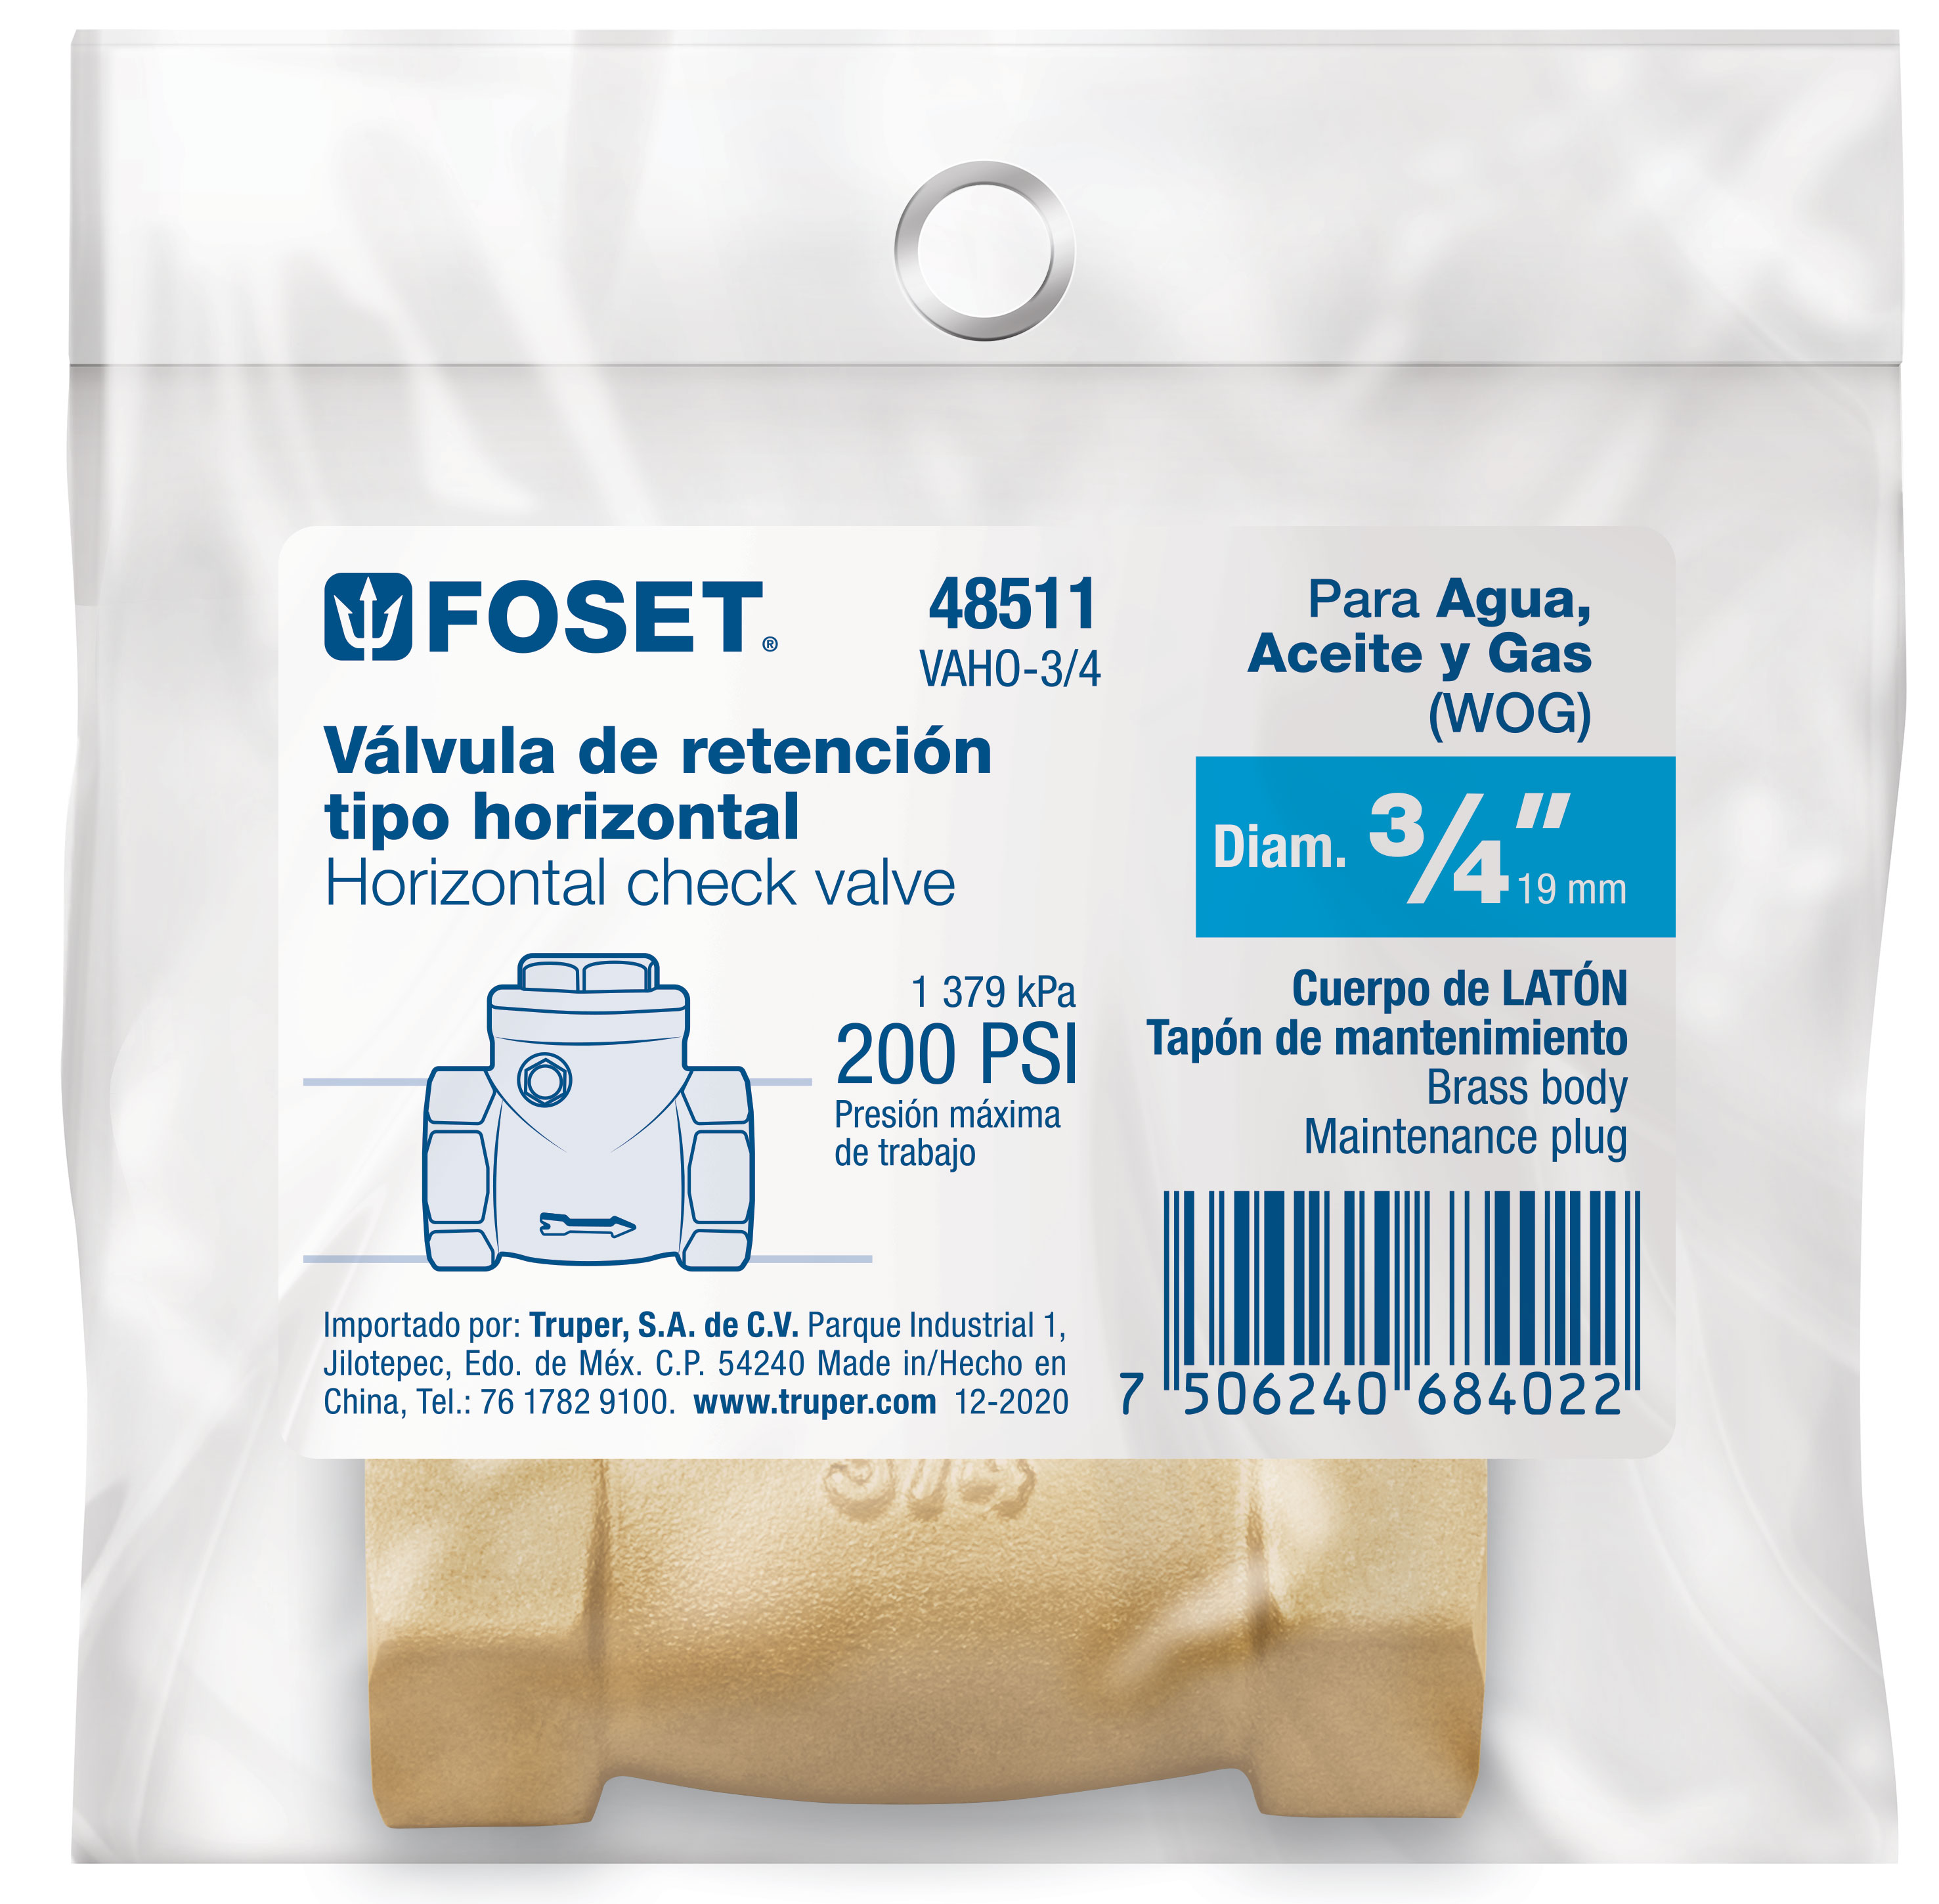 FOSET®
48511
VAHO-3/4
Válvula de retención
tipo horizontal
Horizontal check valve
1 379 kPa
200 PSI
Presión máxima
de trabajo
Importado por: Truper, S.A. de C.V. Parque Industrial 1,
Jilotepec, Edo. de Méx. C.P. 54240 Made in/Hecho en
China, Tel.: 76 1782 9100. www.truper.com 12-2020
Para Agua,
Aceite y Gas
(WOG)
Diam. 3/4" 19 mm
Cuerpo de LATÓN
Tapón de mantenimiento
Brass body
Maintenance plug
7 506240 684022
3/4